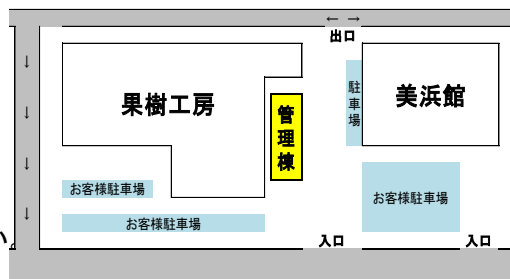 ← →
出口
↓
↓
↓
↓
果樹工房
管理棟
駐車場
美浜館
お客様駐車場
お客様駐車場
お客様駐車場
入口
入口
い